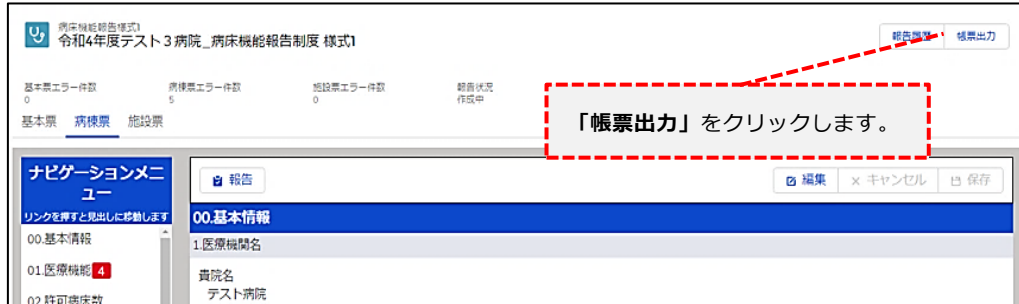 病床機能報告様式1
令和4年度テスト3病院_病床機能報告制度 様式1
報告履歴 帳票出力
基本票エラー件数 病棟票エラー件数 施設票エラー件数 報告状況
0 5 0 作成中
基本票 病棟票 施設票
「帳票出力」をクリックします。
ナビゲーションメニ
ュー
リンクを押すと見出しに移動します
00.基本情報
01.医療機能 4
02.許可病床数
報告 編集 × キャンセル 保存
00.基本情報
1.医療機関名
貴院名
テスト病院